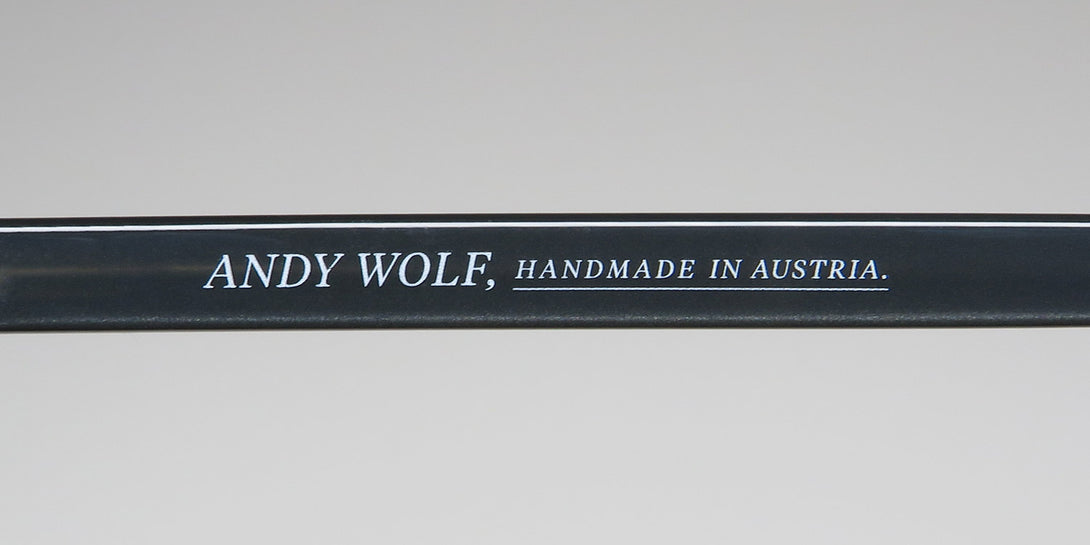 ANDY WOLF, HANDMADE IN AUSTRIA.